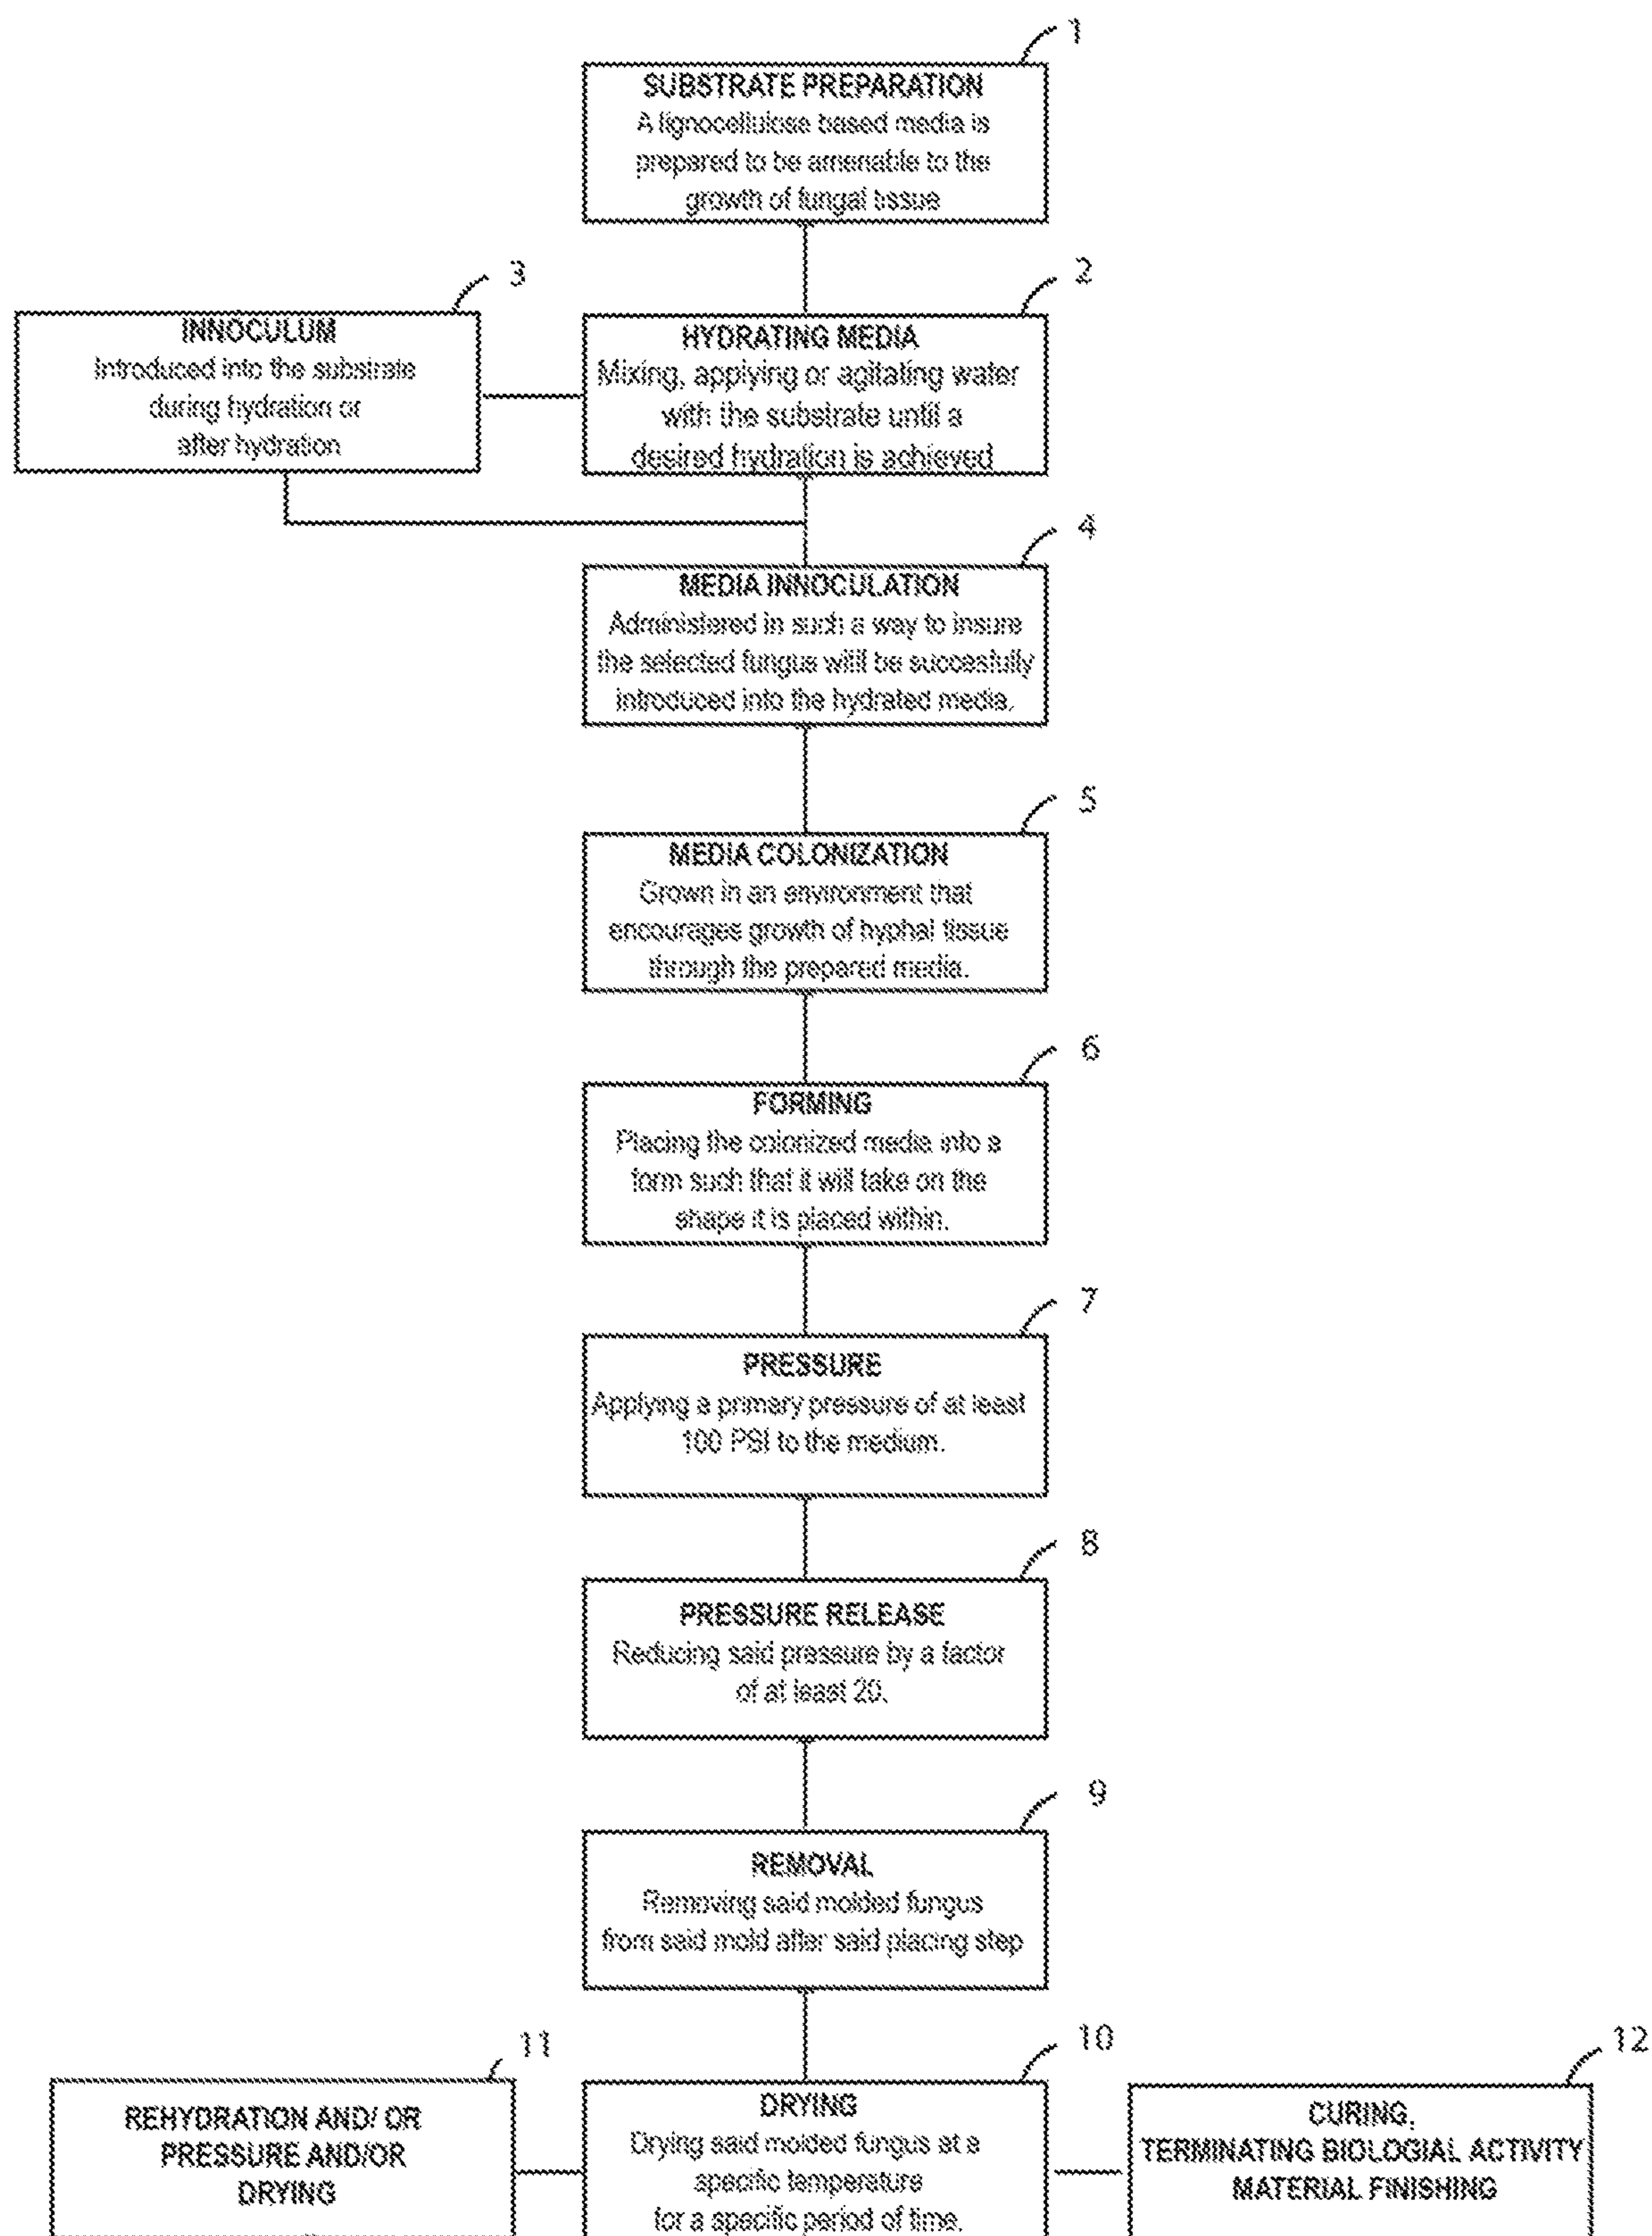 1
SUBSTRATE PREPARATION
A lignocellulose based media is
prepared to be amenable to the
growth of fungal tissue
3
INNOCULUM
Introduced into the substrate
during hydration or
after hydration
2
HYDRATING MEDIA
Mixing, applying or agitating water
with the substrate until a
desired hydration is achieved
4
MEDIA INNOCULATION
Administered in such a way to insure
the selected fungus willl be succesfully
introduced into the hydrated media.
5
MEDIA COLONIZATION
Grown in an environment that
encourages growth of hyphal tissue
through the prepared media.
6
FORMING
Placing the colonized media into a
form such that it will take on the
shape it is placed within.
7
PRESSURE
Applying a primary pressure of at least
100 PSI to the medium.
8
PRESSURE RELEASE
Reducing said pressure by a factor
of at least 20.
9
REMOVAL
Removing said molded fungus
from said mold after said placing step
11
REHYDRATION AND/ OR
PRESSURE AND/OR
DRYING
10
DRYING
Drying said molded fungus at a
specific temperature
for a specific period of time.
12
CURING,
TERMINATING BIOLOGIAL ACTIVITY
MATERIAL FINISHING